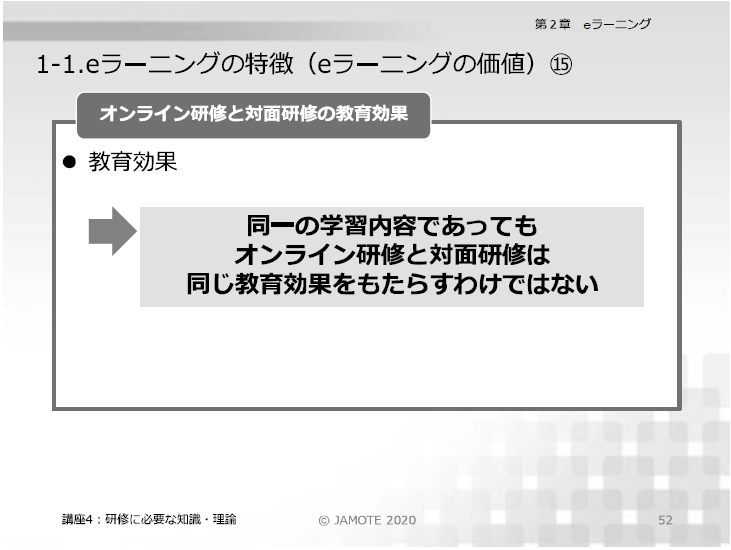 第2章　eラーニング
1-1.eラーニングの特徴（eラーニングの価値）⑮
オンライン研修と対面研修の教育効果
● 教育効果
同一の学習内容であっても
オンライン研修と対面研修は
同じ教育効果をもたらすわけではない
講座4：研修に必要な知識・理論
© JAMOTE 2020
52